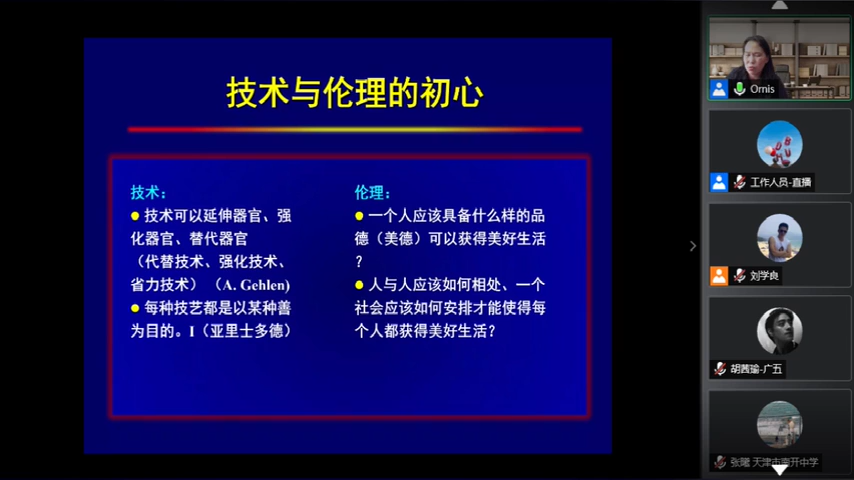 技术与伦理的初心
技术：
● 技术可以延伸器官、强
化器官、替代器官
（代替技术、强化技术、
省力技术）（A. Gehlen)
● 每种技艺都是以某种善
为目的。I（亚里士多德）
伦理：
● 一个人应该具备什么样的品
德（美德）可以获得美好生活
？
● 人与人应该如何相处、一个
社会应该如何安排才能使得每
个人都获得美好生活？
Omis
工作人员-直播
刘学良
胡茜瑜-广五
张曦 天津市南开中学